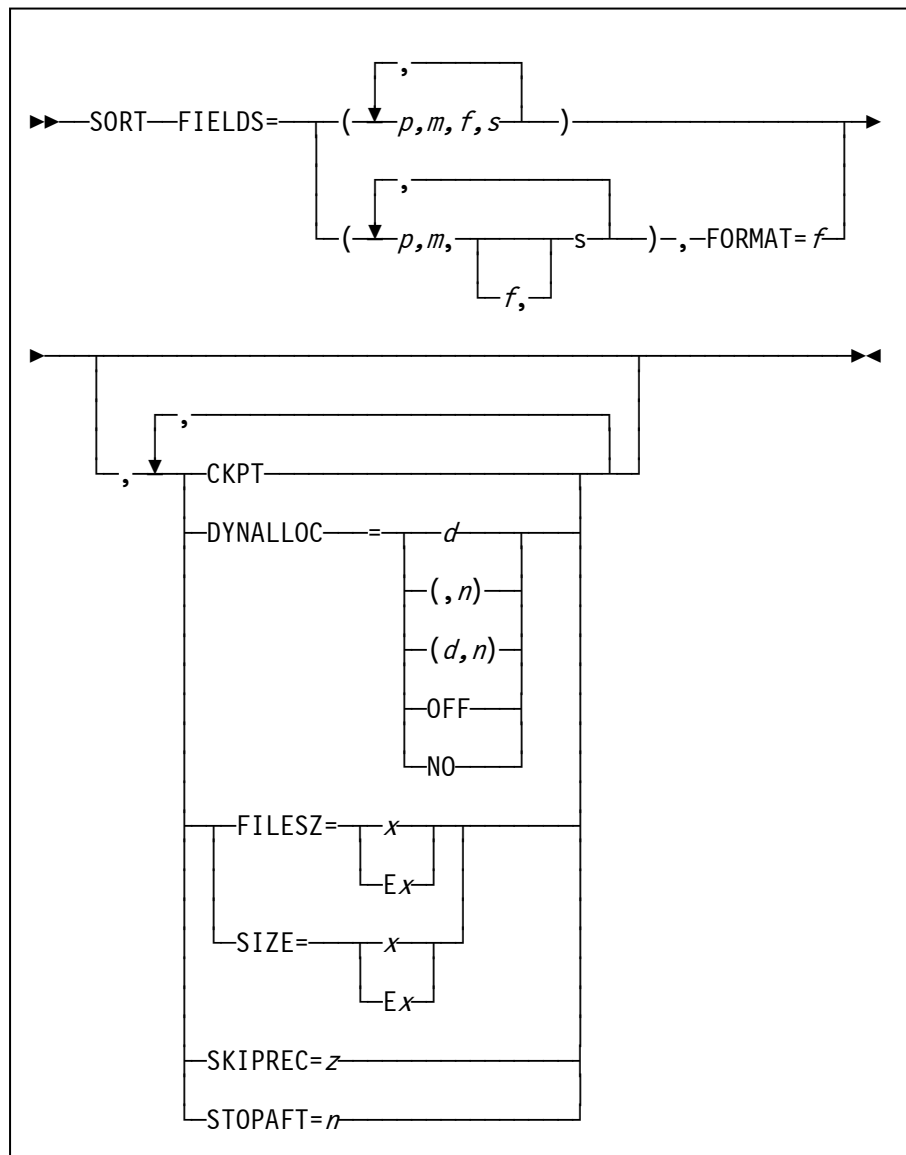 ,
SORT FIELDS= ( p,m,f,s )
,
( p,m, s ) , FORMAT=f
f,
,
, CKPT
DYNALLOC = d
(,n)
(d,n)
OFF
NO
FILESZ= x
Ex
SIZE= x
Ex
SKIPREC=z
STOPAFT=n